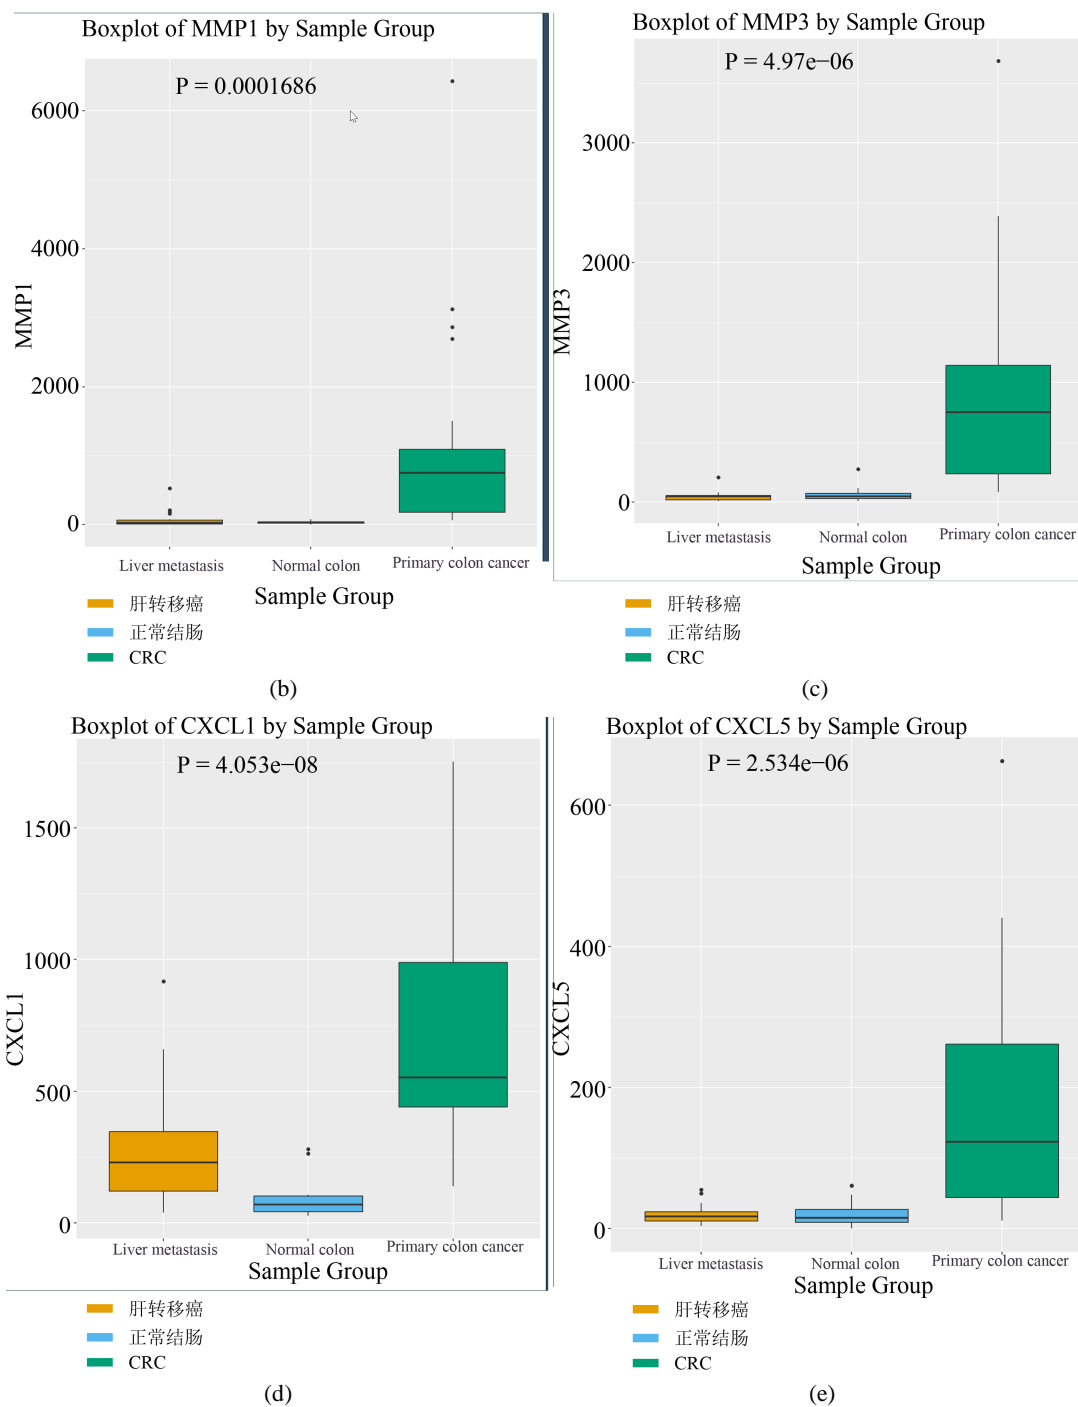 Boxplot of MMP1 by Sample Group
P = 0.0001686
6000
4000
2000
0
MMP1
Liver metastasis
Normal colon
Primary colon cancer
Sample Group
肝转移癌
正常结肠
CRC
(b)
Boxplot of MMP3 by Sample Group
P = 4.97e−06
3000
2000
1000
0
MMP3
Liver metastasis
Normal colon
Primary colon cancer
Sample Group
肝转移癌
正常结肠
CRC
(c)
Boxplot of CXCL1 by Sample Group
P = 4.053e−08
1500
1000
500
0
CXCL1
Liver metastasis
Normal colon
Primary colon cancer
Sample Group
肝转移癌
正常结肠
CRC
(d)
Boxplot of CXCL5 by Sample Group
P = 2.534e−06
600
400
200
0
CXCL5
Liver metastasis
Normal colon
Primary colon cancer
Sample Group
肝转移癌
正常结肠
CRC
(e)